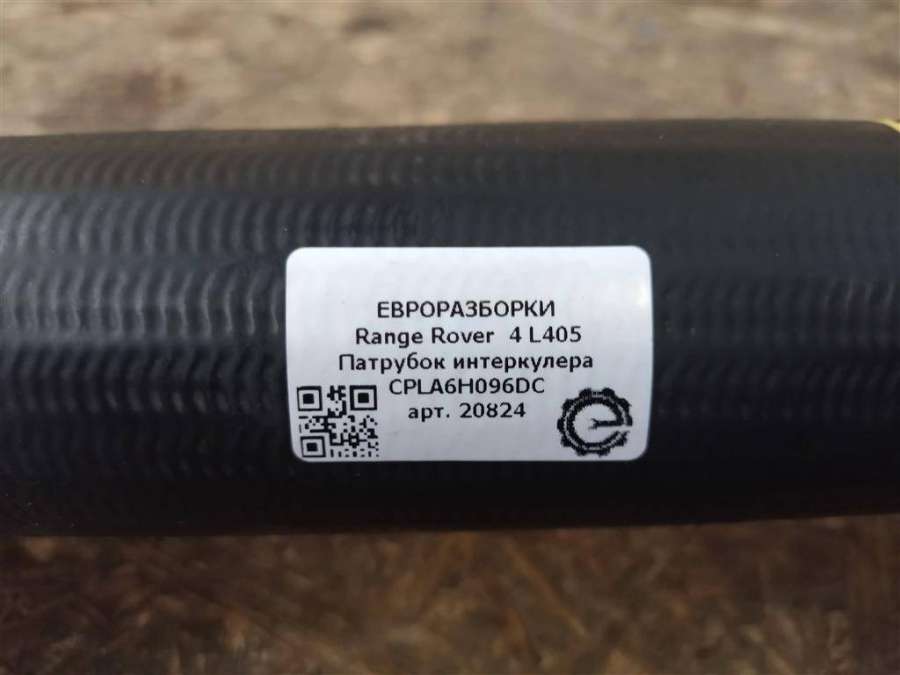 ЕВРОРАЗБОРКИ
Range Rover 4 L405
Патрубок интеркулера
CPLA6H096DC
арт. 20824